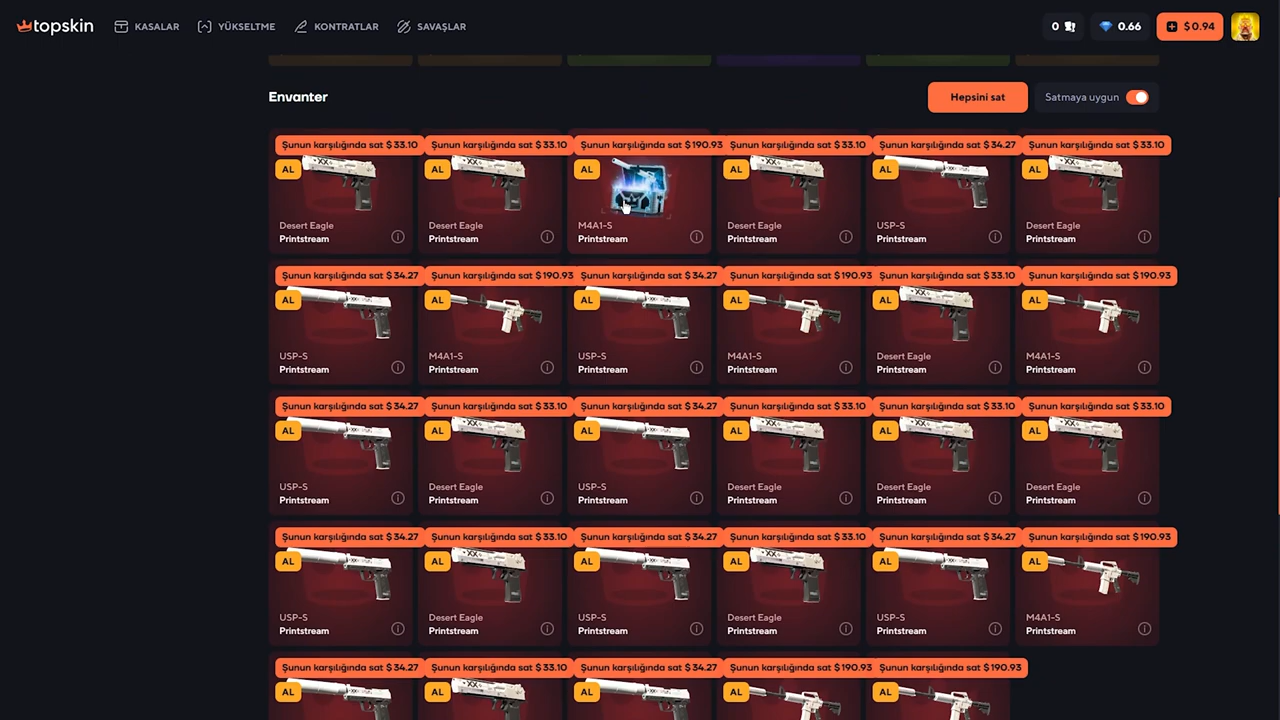 topskin KASALAR YÜKSELTME KONTRATLAR SAVAŞLAR 0 0.66 $ 0.94
Envanter Hepsini sat Satmaya uygun
Şunun karşılığında sat $ 33.10 Şunun karşılığında sat $ 33.10 Şunun karşılığında sat $ 190.93 Şunun karşılığında sat $ 33.10 Şunun karşılığında sat $ 34.27 Şunun karşılığında sat $ 33.10
AL AL AL AL AL AL
Desert Eagle Desert Eagle M4A1-S Desert Eagle USP-S Desert Eagle
Printstream Printstream Printstream Printstream Printstream Printstream
Şunun karşılığında sat $ 34.27 Şunun karşılığında sat $ 190.93 Şunun karşılığında sat $ 34.27 Şunun karşılığında sat $ 190.93 Şunun karşılığında sat $ 33.10 Şunun karşılığında sat $ 190.93
AL AL AL AL AL AL
USP-S M4A1-S USP-S M4A1-S Desert Eagle M4A1-S
Printstream Printstream Printstream Printstream Printstream Printstream
Şunun karşılığında sat $ 34.27 Şunun karşılığında sat $ 33.10 Şunun karşılığında sat $ 34.27 Şunun karşılığında sat $ 33.10 Şunun karşılığında sat $ 33.10 Şunun karşılığında sat $ 33.10
AL AL AL AL AL AL
USP-S Desert Eagle USP-S Desert Eagle Desert Eagle Desert Eagle
Printstream Printstream Printstream Printstream Printstream Printstream
Şunun karşılığında sat $ 34.27 Şunun karşılığında sat $ 33.10 Şunun karşılığında sat $ 34.27 Şunun karşılığında sat $ 33.10 Şunun karşılığında sat $ 34.27 Şunun karşılığında sat $ 190.93
AL AL AL AL AL AL
USP-S Desert Eagle USP-S Desert Eagle USP-S M4A1-S
Printstream Printstream Printstream Printstream Printstream Printstream
Şunun karşılığında sat $ 34.27 Şunun karşılığında sat $ 33.10 Şunun karşılığında sat $ 34.27 Şunun karşılığında sat $ 190.93 Şunun karşılığında sat $ 190.93
AL AL AL AL AL